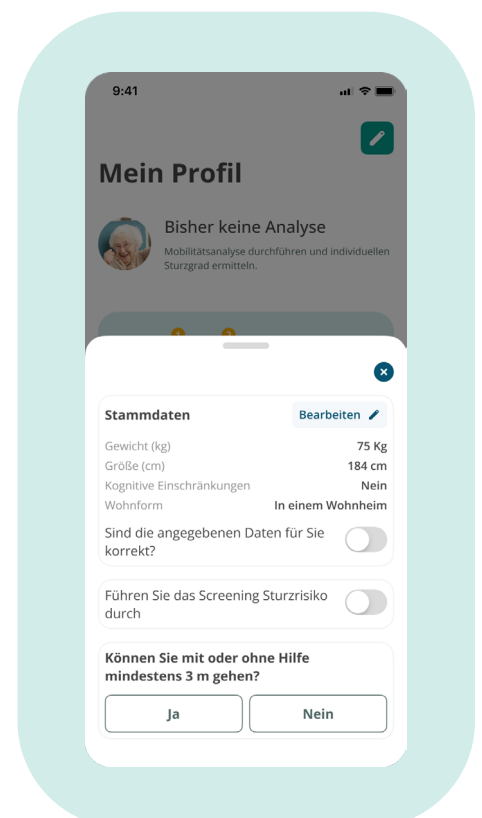 9:41
Mein Profil
Bisher keine Analyse
Mobilitätsanalyse durchführen und individuellen
Sturzgrad ermitteln.
Stammdaten
Bearbeiten
Gewicht (kg) 75 Kg
Größe (cm) 184 cm
Kognitive Einschränkungen Nein
Wohnform In einem Wohnheim
Sind die angegebenen Daten für Sie
korrekt?
Führen Sie das Screening Sturzrisiko
durch
Können Sie mit oder ohne Hilfe
mindestens 3 m gehen?
Ja Nein